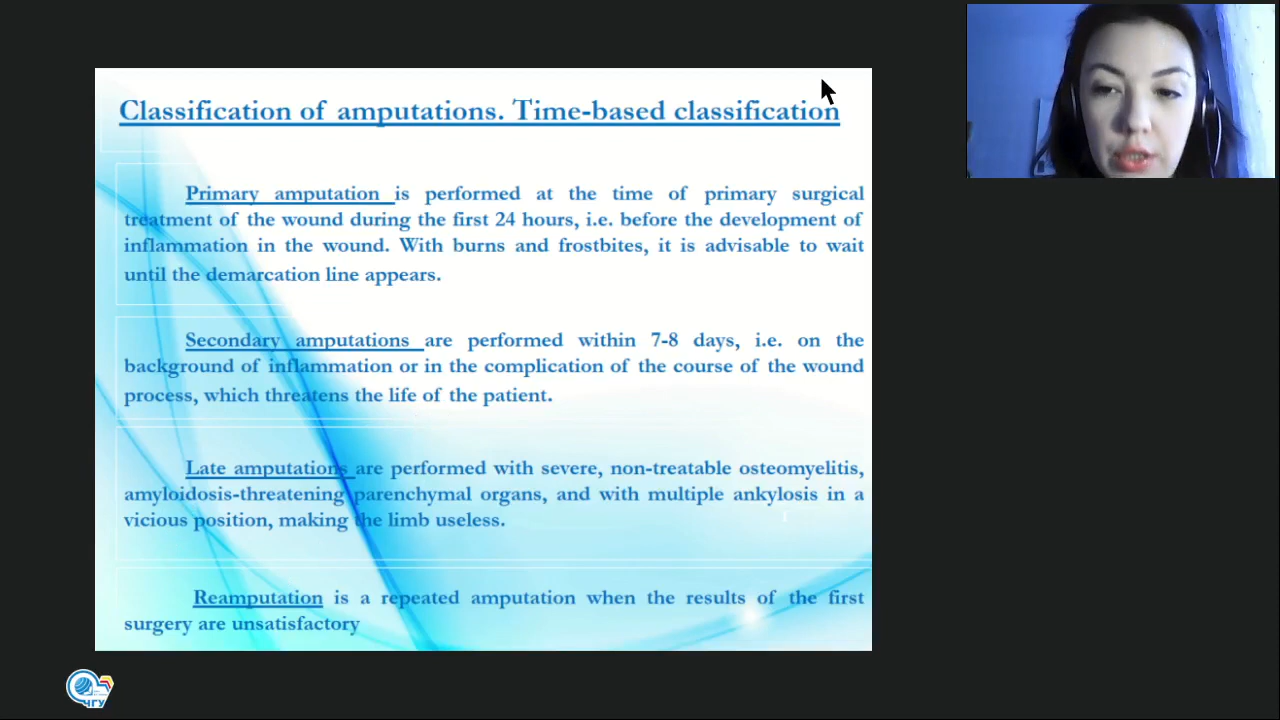 Classification of amputations. Time-based classification
Primary amputation is performed at the time of primary surgical
treatment of the wound during the first 24 hours, i.e. before the development of
inflammation in the wound. With burns and frostbites, it is advisable to wait
until the demarcation line appears.
Secondary amputations are performed within 7-8 days, i.e. on the
background of inflammation or in the complication of the course of the wound
process, which threatens the life of the patient.
Late amputations are performed with severe, non-treatable osteomyelitis,
amyloidosis-threatening parenchymal organs, and with multiple ankylosis in a
vicious position, making the limb useless.
Reamputation is a repeated amputation when the results of the first
surgery are unsatisfactory
ЧГУ